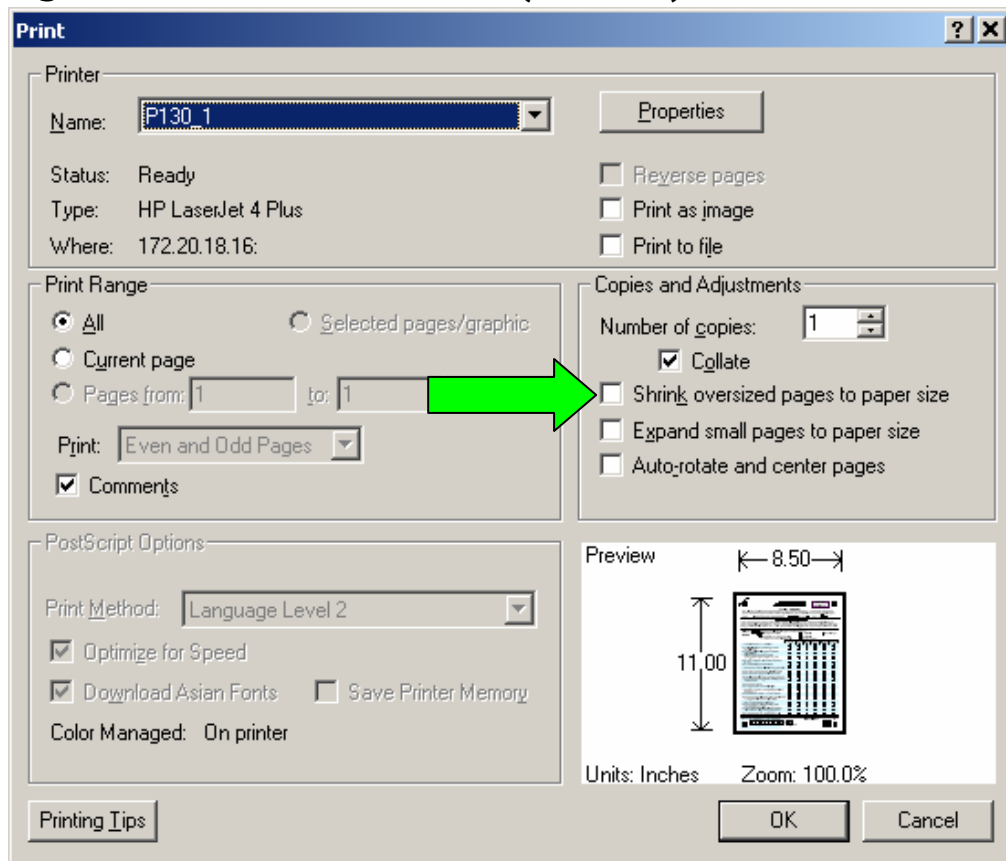 Print
Printer
Name: P130_1
Properties
Status: Ready
Reverse pages
Type: HP LaserJet 4 Plus
Print as image
Where: 172.20.18.16:
Print to file
Print Range
All
Selected pages/graphic
Current page
Pages from: 1 to: 1
Print: Even and Odd Pages
Comments
Copies and Adjustments
Number of copies: 1
Collate
Shrink oversized pages to paper size
Expand small pages to paper size
Auto-rotate and center pages
PostScript Options
Print Method: Language Level 2
Optimize for Speed
Download Asian Fonts
Save Printer Memory
Color Managed: On printer
Preview
8.50
11.00
Units: Inches Zoom: 100.0%
Printing Tips
OK
Cancel